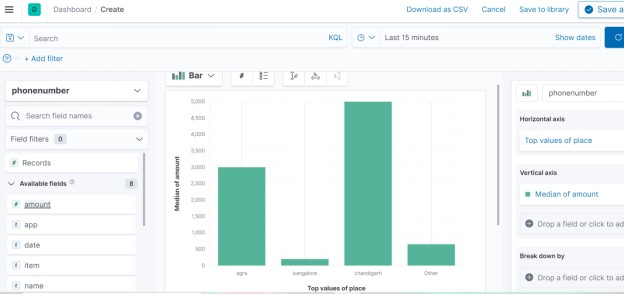 D Dashboard / Create Download as CSV Cancel Save to library Save a
Search KQL Last 15 minutes Show dates
+ Add filter
phonenumber
Search field names
Field filters 0
# Records
Available fields 8
# amount
t app
t date
t item
t name
Bar #
5,000
4,500
4,000
3,500
3,000
2,500
2,000
1,500
1,000
500
0
Median of amount
agra bangalore chandigarh Other
Top values of place
phonenumber
Horizontal axis
Top values of place
Vertical axis
Median of amount
Drop a field or click to ad
Break down by
Drop a field or click to ad